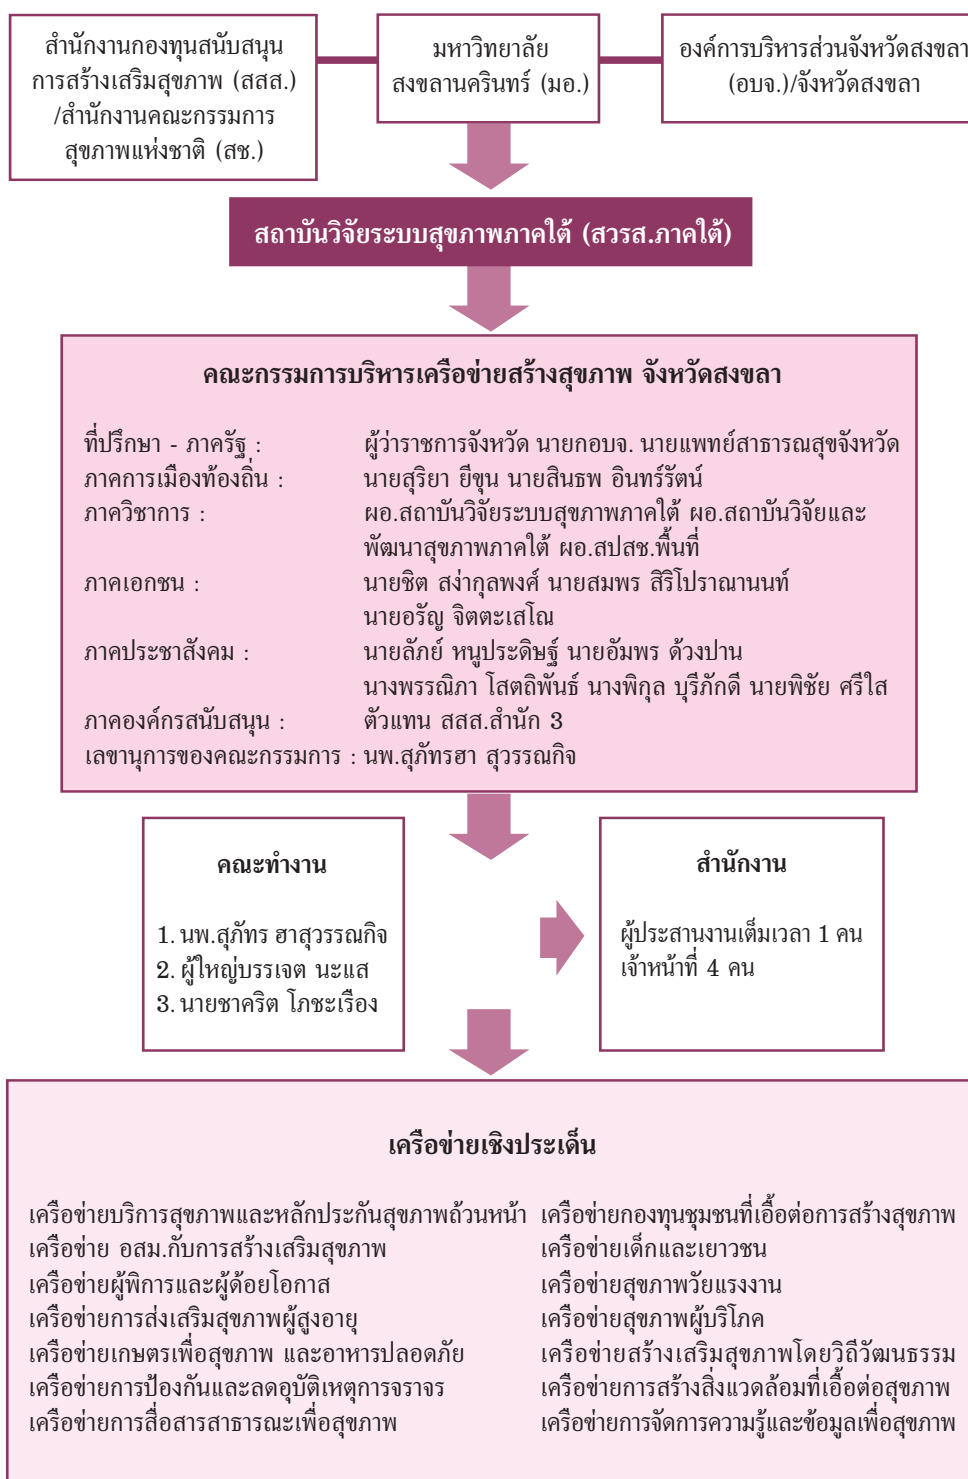 สำนักงานกองทุนสนับสนุน
การสร้างเสริมสุขภาพ (สสส.)
/สำนักงานคณะกรรมการ
สุขภาพแห่งชาติ (สช.)
มหาวิทยาลัย
สงขลานครินทร์ (มอ.)
องค์การบริหารส่วนจังหวัดสงขลา
(อบจ.)/จังหวัดสงขลา
สถาบันวิจัยระบบสุขภาพภาคใต้ (สวรส.ภาคใต้)
คณะกรรมการบริหารเครือข่ายสร้างสุขภาพ จังหวัดสงขลา
ที่ปรึกษา - ภาครัฐ : ผู้ว่าราชการจังหวัด นายกอบจ. นายแพทย์สาธารณสุขจังหวัด
ภาคการเมืองท้องถิ่น : นายสุริยา ยีขุน นายสินธพ อินทร์รัตน์
ภาควิชาการ : ผอ.สถาบันวิจัยระบบสุขภาพภาคใต้ ผอ.สถาบันวิจัยและ
พัฒนาสุขภาพภาคใต้ ผอ.สปสช.พื้นที่
ภาคเอกชน : นายชิต สง่ากุลพงศ์ นายสมพร สิริโปราณานนท์
นายอรัญ จิตตะเสโณ
ภาคประชาสังคม : นายลัภย์ หนูประดิษฐ์ นายอัมพร ด้วงปาน
นางพรรณิภา โสตถิพันธ์ นางพิกุล บุรีภักดี นายพิชัย ศรีใส
ภาคองค์กรสนับสนุน : ตัวแทน สสส.สำนัก 3
เลขานุการของคณะกรรมการ : นพ.สุภัทรฮา สุวรรณกิจ
คณะทำงาน
1. นพ.สุภัทร ฮาสุวรรณกิจ
2. ผู้ใหญ่บรรเจต นะแส
3. นายชาคริต โภชะเรือง
สำนักงาน
ผู้ประสานงานเต็มเวลา 1 คน
เจ้าหน้าที่ 4 คน
เครือข่ายเชิงประเด็น
เครือข่ายบริการสุขภาพและหลักประกันสุขภาพถ้วนหน้า
เครือข่าย อสม.กับการสร้างเสริมสุขภาพ
เครือข่ายผู้พิการและผู้ด้อยโอกาส
เครือข่ายการส่งเสริมสุขภาพผู้สูงอายุ
เครือข่ายเกษตรเพื่อสุขภาพ และอาหารปลอดภัย
เครือข่ายการป้องกันและลดอุบัติเหตุการจราจร
เครือข่ายการสื่อสารสาธารณะเพื่อสุขภาพ
เครือข่ายกองทุนชุมชนที่เอื้อต่อการสร้างสุขภาพ
เครือข่ายเด็กและเยาวชน
เครือข่ายสุขภาพวัยแรงงาน
เครือข่ายสุขภาพผู้บริโภค
เครือข่ายสร้างเสริมสุขภาพโดยวิถีวัฒนธรรม
เครือข่ายการสร้างสิ่งแวดล้อมที่เอื้อต่อสุขภาพ
เครือข่ายการจัดการความรู้และข้อมูลเพื่อสุขภาพ